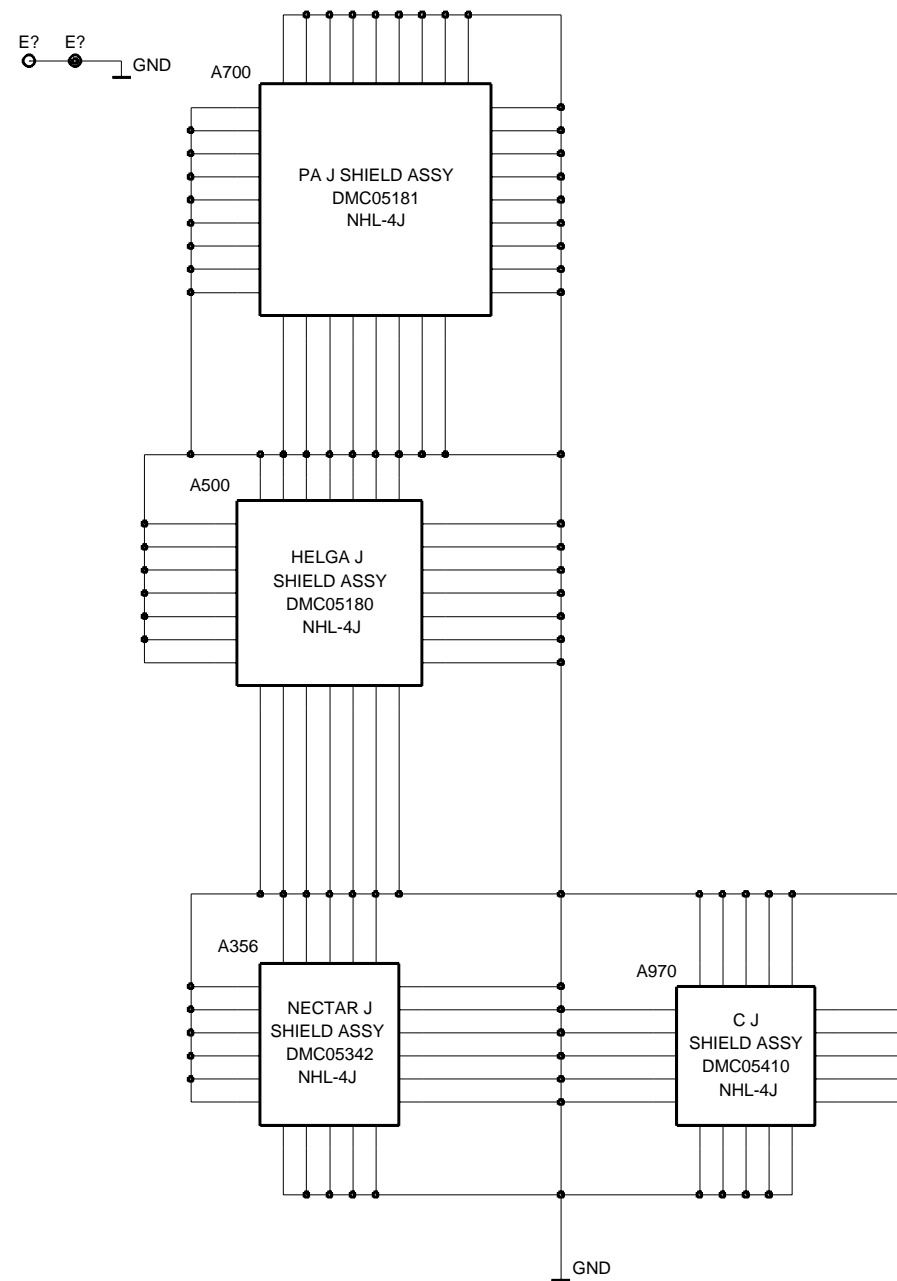 E? E?
GND
A700
PA J SHIELD ASSY
DMC05181
NHL-4J
A500
HELGA J
SHIELD ASSY
DMC05180
NHL-4J
A356
NECTAR J
SHIELD ASSY
DMC05342
NHL-4J
A970
C J
SHIELD ASSY
DMC05410
NHL-4J
GND